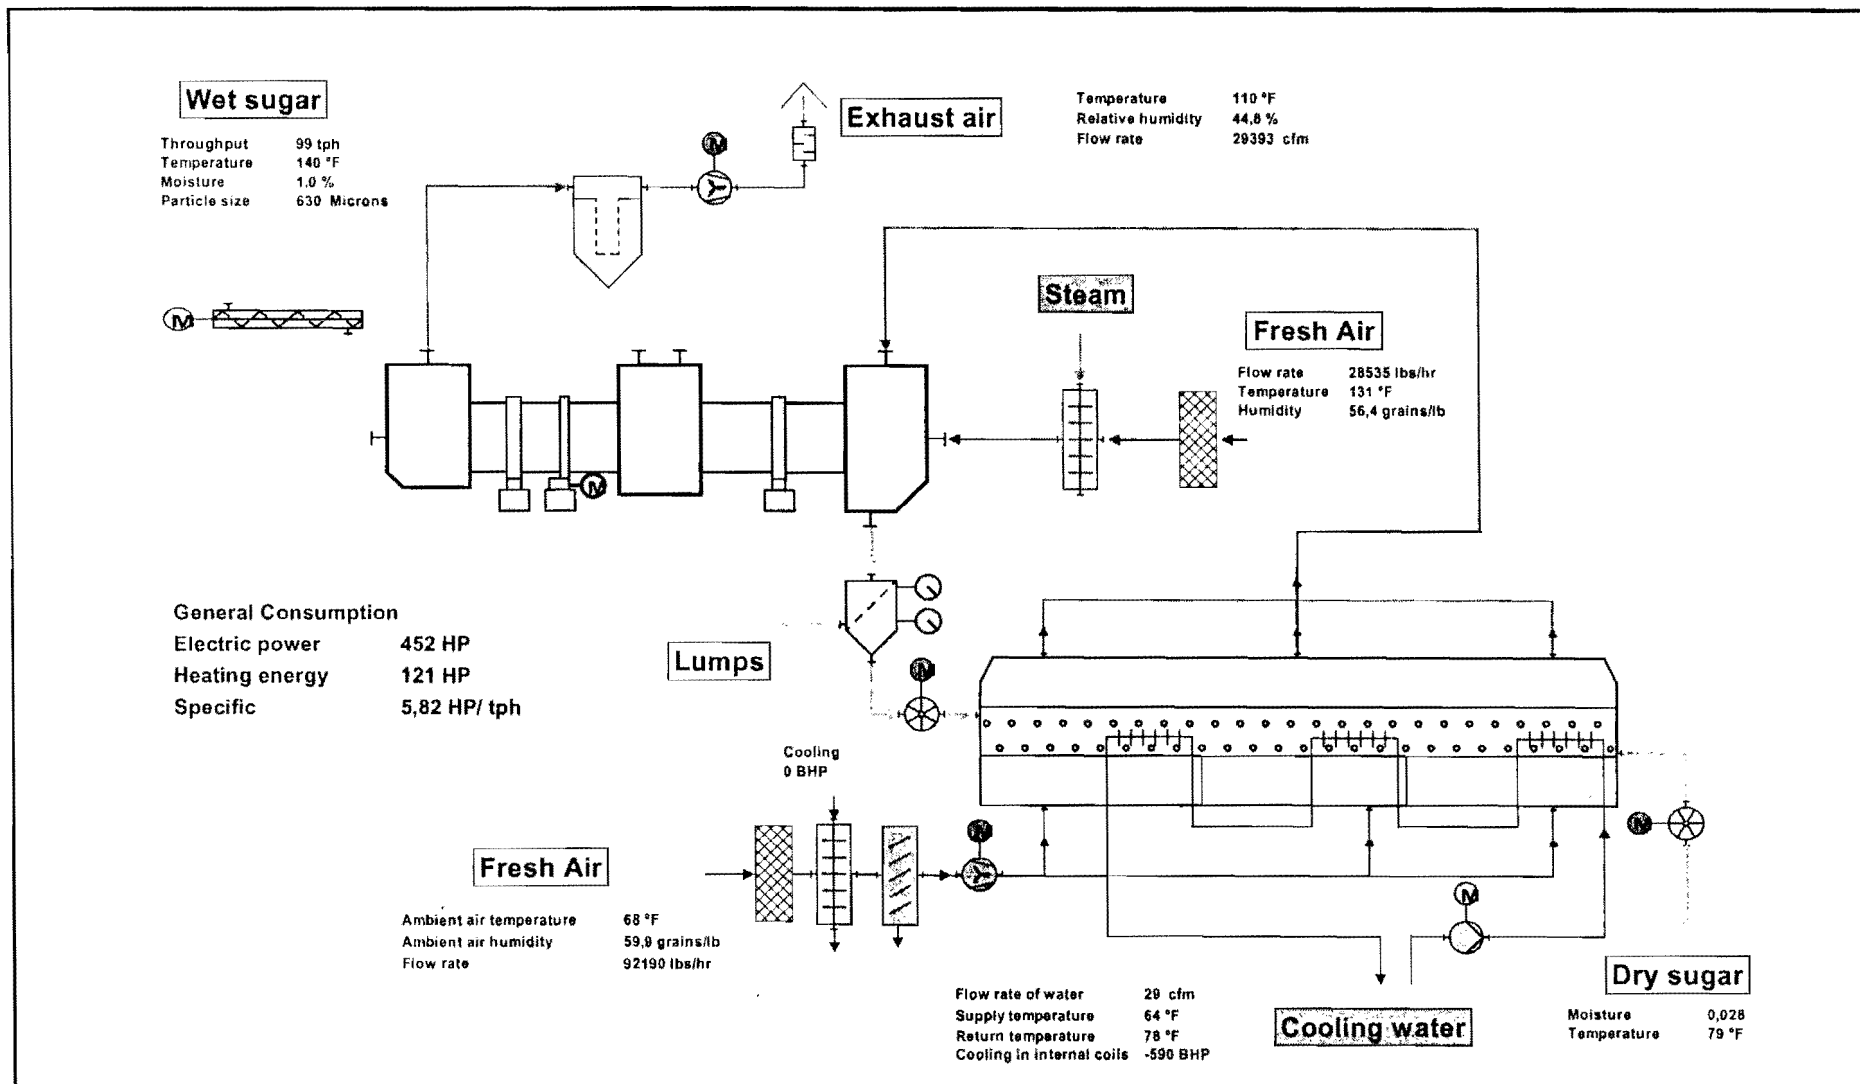 Wet sugar
Throughput 99 tph
Temperature 140 °F
Moisture 1.0 %
Particle size 630 Microns
M
Exhaust air
Temperature 110 °F
Relative humidity 44,8 %
Flow rate 29393 cfm
M
Steam
Fresh Air
Flow rate 28535 lbs/hr
Temperature 131 °F
Humidity 56,4 grains/lb
M
General Consumption
Electric power 452 HP
Heating energy 121 HP
Specific 5,82 HP/ tph
Lumps
M
Cooling
0 BHP
M
M
Fresh Air
Ambient air temperature 68 °F
Ambient air humidity 59,9 grains/lb
Flow rate 92190 lbs/hr
M
Flow rate of water 29 cfm
Supply temperature 64 °F
Return temperature 78 °F
Cooling in internal coils -590 BHP
Cooling water
Dry sugar
Moisture 0,028
Temperature 79 °F